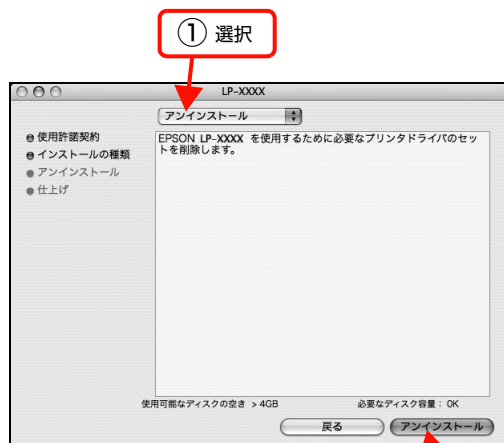 ① 選択
LP-XXXX
アンインストール
使用許諾契約
インストールの種類
アンインストール
仕上げ
EPSON LP-XXXX を使用するために必要なプリンタドライバのセッ
トを削除します。
使用可能なディスクの空き > 4GB 必要なディスク容量： 0K
戻る アンインストール